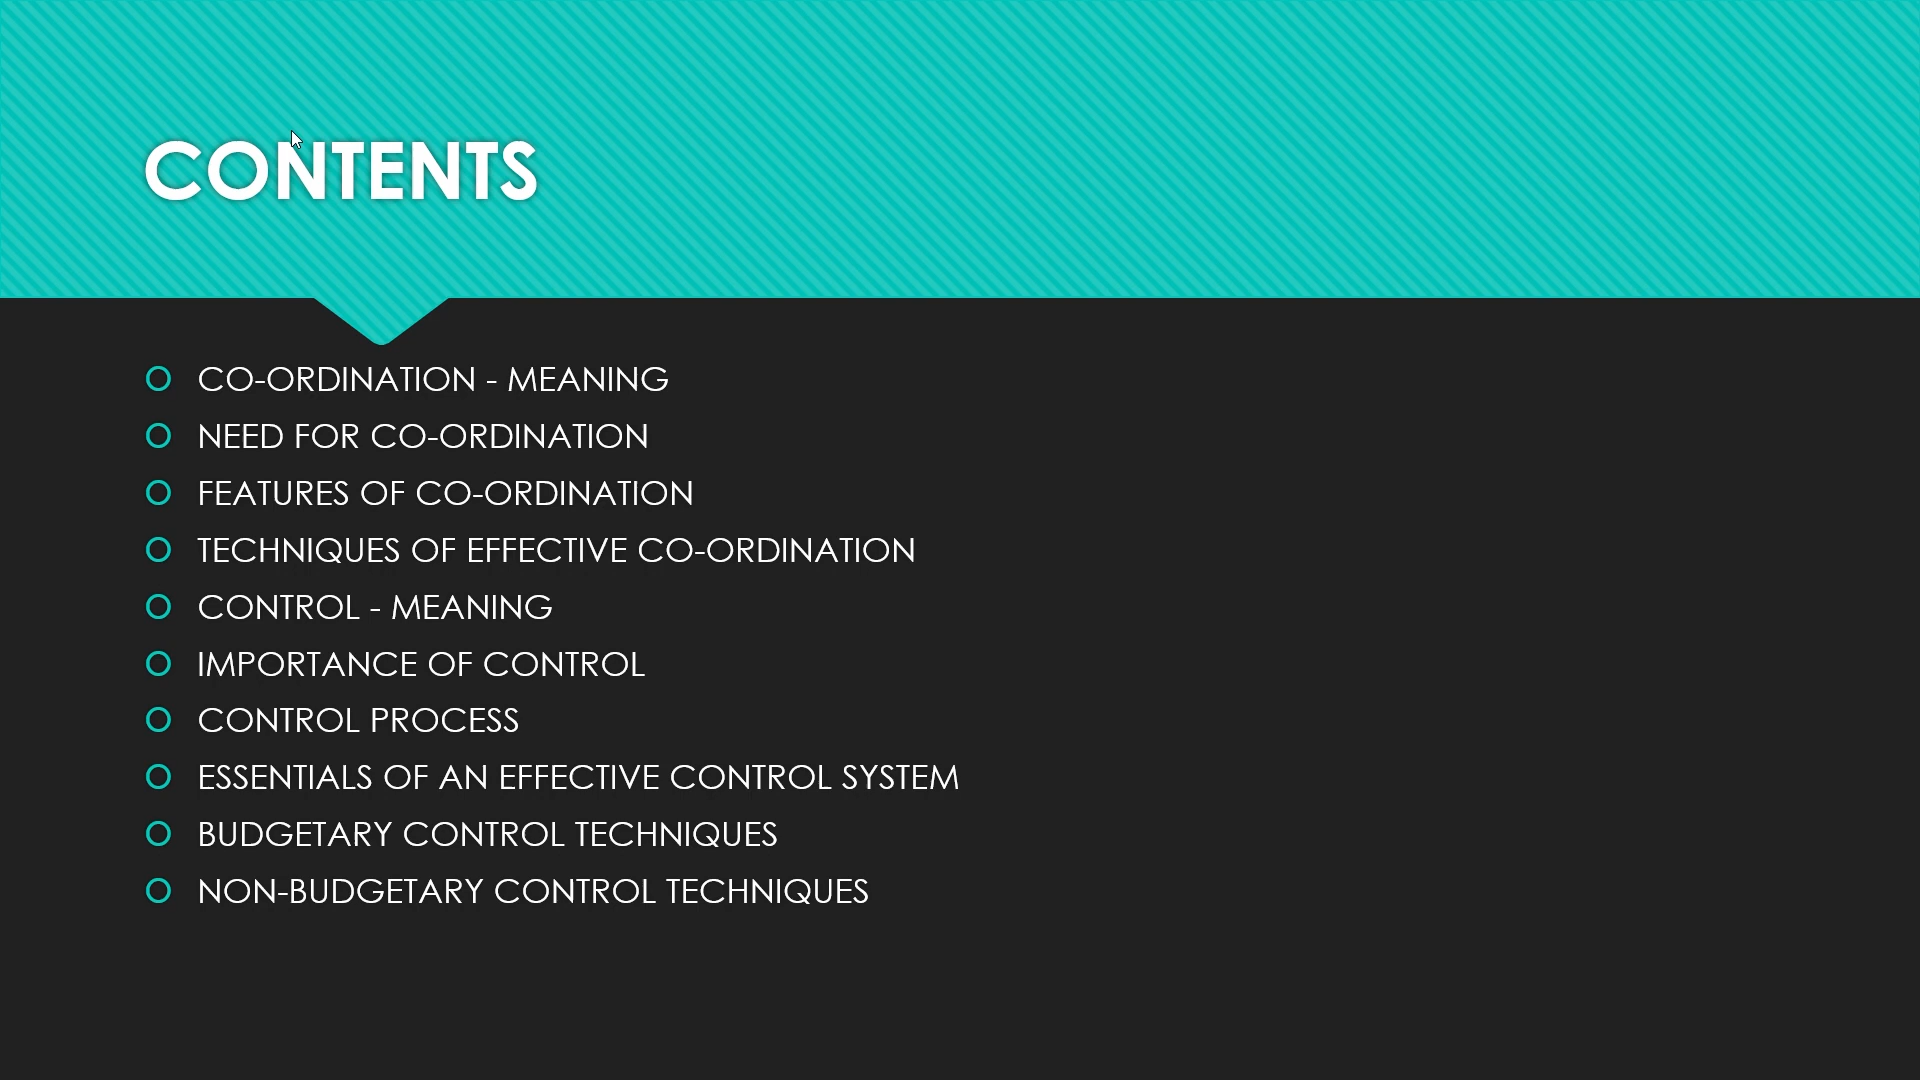 CONTENTS
CO-ORDINATION - MEANING
NEED FOR CO-ORDINATION
FEATURES OF CO-ORDINATION
TECHNIQUES OF EFFECTIVE CO-ORDINATION
CONTROL - MEANING
IMPORTANCE OF CONTROL
CONTROL PROCESS
ESSENTIALS OF AN EFFECTIVE CONTROL SYSTEM
BUDGETARY CONTROL TECHNIQUES
NON-BUDGETARY CONTROL TECHNIQUES